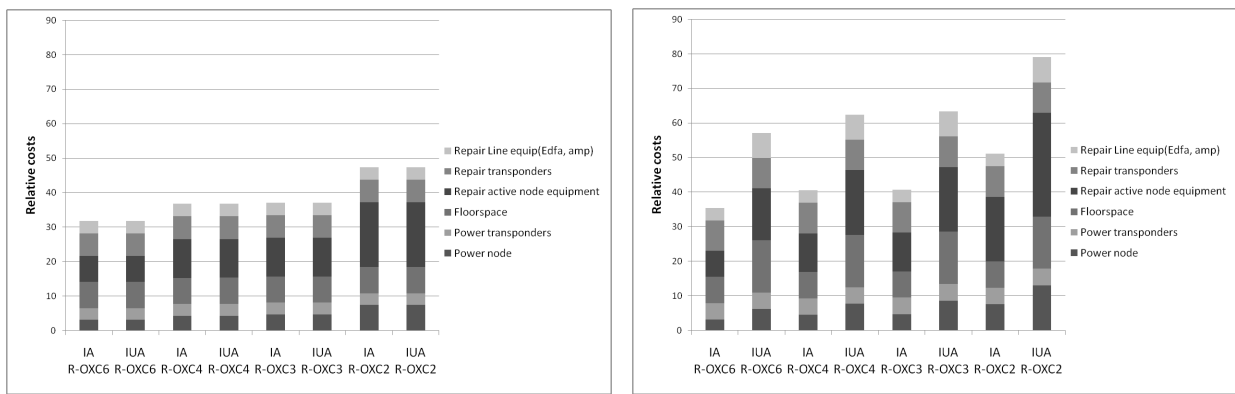 90
80
70
60
50
40
30
20
10
0
Relative costs
IA IUA IA IUA IA IUA IA IUA
R-OXC6 R-OXC6 R-OXC4 R-OXC4 R-OXC3 R-OXC3 R-OXC2 R-OXC2
Repair Line equip(Edfa, amp)
Repair transponders
Repair active node equipment
Floorspace
Power transponders
Power node
90
80
70
60
50
40
30
20
10
0
Relative costs
IA IUA IA IUA IA IUA IA IUA
R-OXC6 R-OXC6 R-OXC4 R-OXC4 R-OXC3 R-OXC3 R-OXC2 R-OXC2
Repair Line equip(Edfa, amp)
Repair transponders
Repair active node equipment
Floorspace
Power transponders
Power node